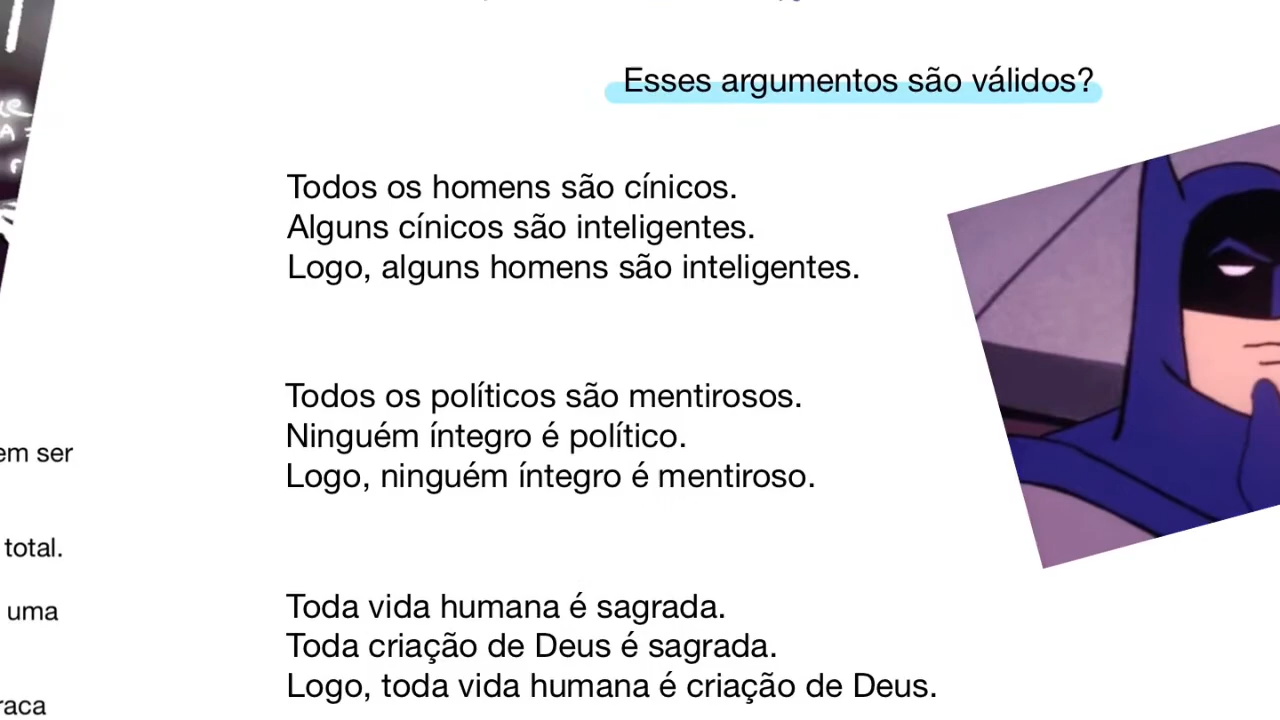 Esses argumentos são válidos?
Todos os homens são cínicos.
Alguns cínicos são inteligentes.
Logo, alguns homens são inteligentes.
Todos os políticos são mentirosos.
Ninguém íntegro é político.
Logo, ninguém íntegro é mentiroso.
Toda vida humana é sagrada.
Toda criação de Deus é sagrada.
Logo, toda vida humana é criação de Deus.
em ser
total.
uma